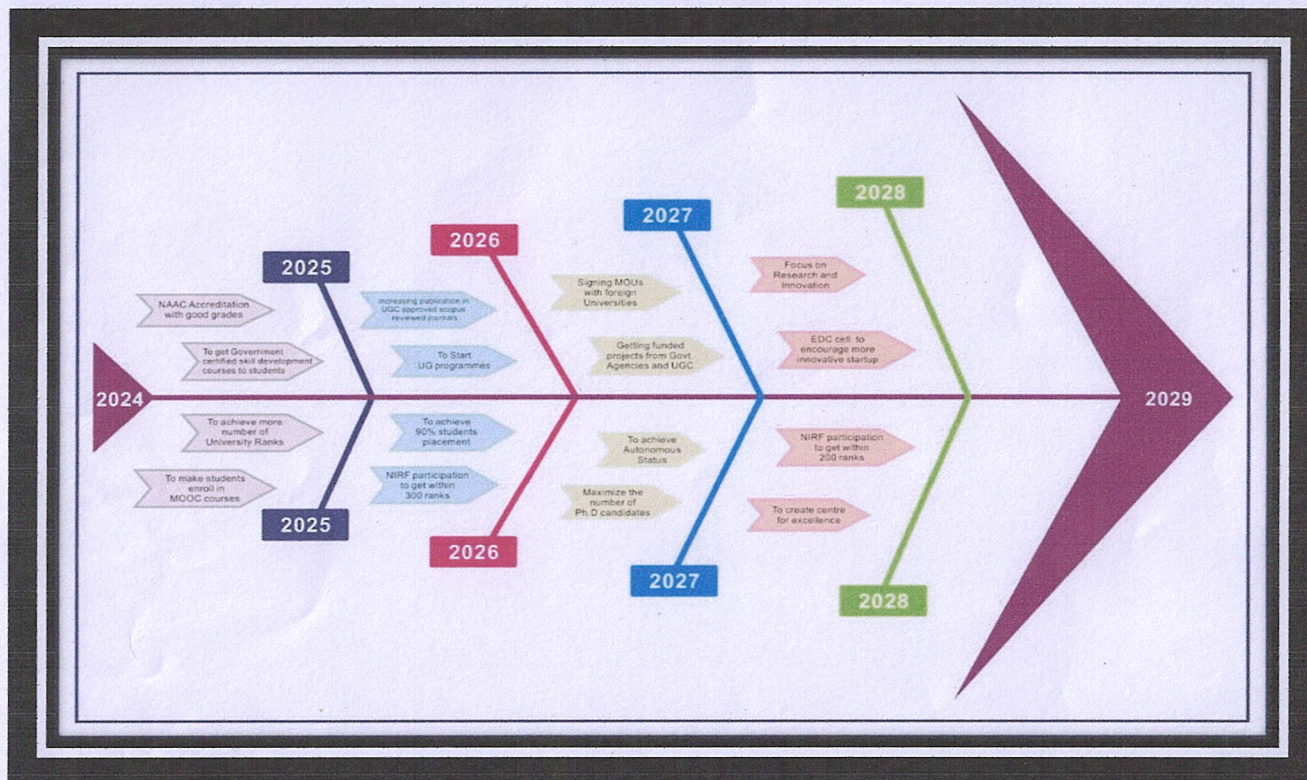 2024
2025
NAAC Accreditation
with good grades
To get Government
certified skill development
courses to students
To achieve more
number of
University Ranks
To make students
enroll in
MOOC courses
2025
2026
Increasing publication in
UGC approved scopus
reviewed journals
To Start
UG programmes
To achieve
90% students
placement
NIRF participation
to get within
300 ranks
2026
2027
Signing MOUs
with foreign
Universities
Getting funded
projects from Govt.
Agencies and UGC
To achieve
Autonomous
Status
Maximize the
number of
Ph.D candidates
2027
2028
Focus on
Research and
Innovation
EDC cell to
encourage more
innovative startup
NIRF participation
to get within
200 ranks
To create centre
for excellence
2028
2029